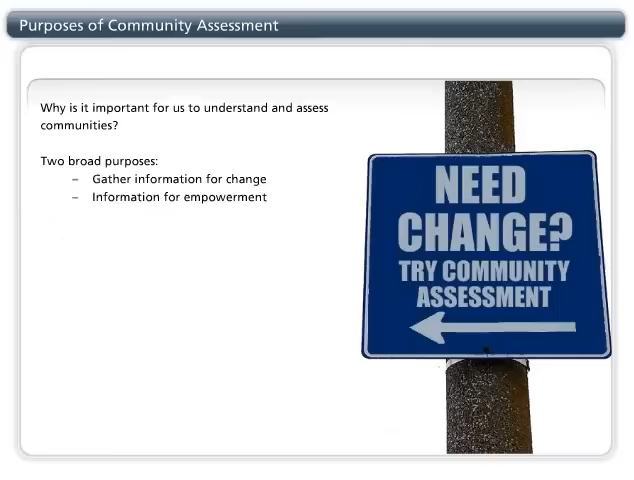 Purposes of Community Assessment
Why is it important for us to understand and assess
communities?
Two broad purposes:
– Gather information for change
– Information for empowerment
NEED
CHANGE?
TRY COMMUNITY
ASSESSMENT